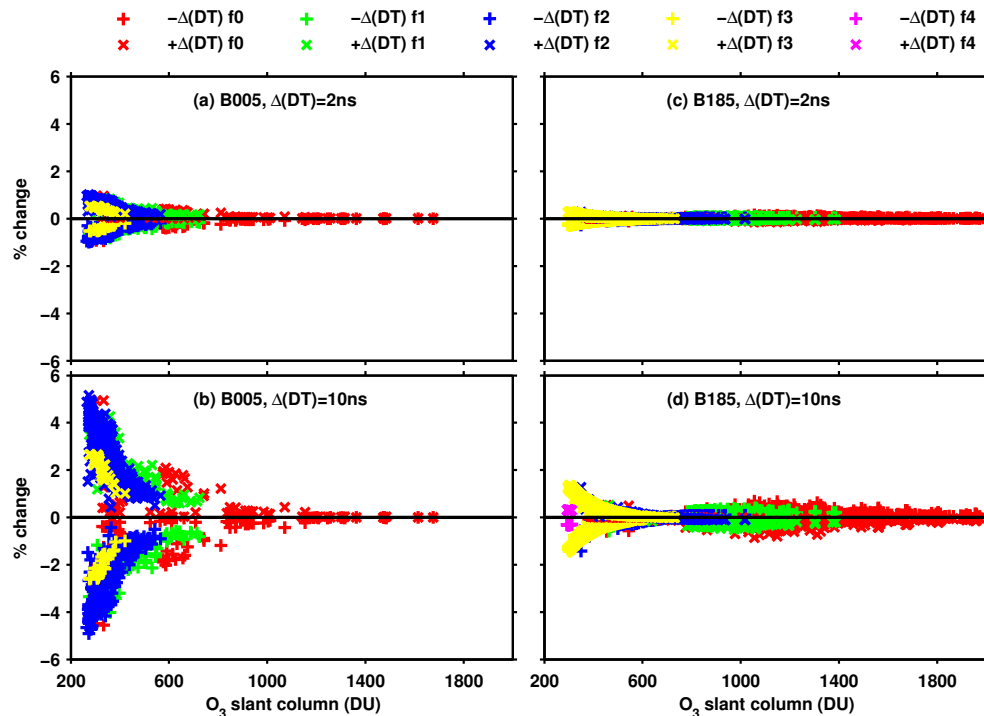 −Δ(DT) f0 −Δ(DT) f1 −Δ(DT) f2 −Δ(DT) f3 −Δ(DT) f4
+Δ(DT) f0 +Δ(DT) f1 +Δ(DT) f2 +Δ(DT) f3 +Δ(DT) f4
6
4
2
0
−2
−4
−6
% change
(a) B005, Δ(DT)=2ns
(c) B185, Δ(DT)=2ns
6
4
2
0
−2
−4
−6
% change
(b) B005, Δ(DT)=10ns
(d) B185, Δ(DT)=10ns
200 600 1000 1400 1800
200 600 1000 1400 1800
O3 slant column (DU)
O3 slant column (DU)